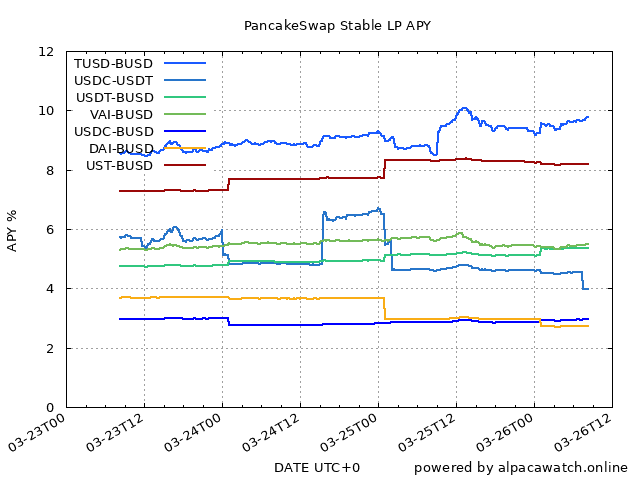 PancakeSwap Stable LP APY
12
10
8
6
4
2
0
APY %
TUSD-BUSD
USDC-USDT
USDT-BUSD
VAI-BUSD
USDC-BUSD
DAI-BUSD
UST-BUSD
03-23T00
03-23T12
03-24T00
03-24T12
03-25T00
03-25T12
03-26T00
03-26T12
DATE UTC+0
powered by alpacawatch.online